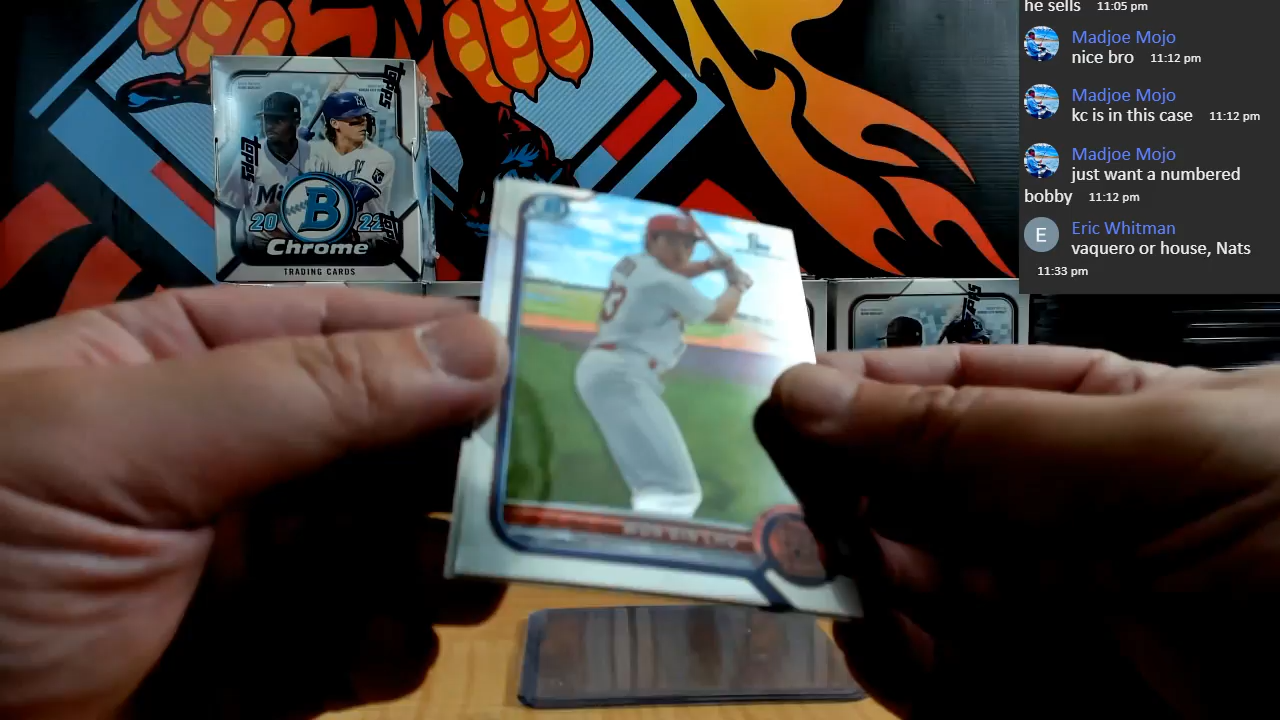 he sells 11:05 pm
Madjoe Mojo
nice bro 11:12 pm
Madjoe Mojo
kc is in this case 11:12 pm
Madjoe Mojo
just want a numbered
bobby 11:12 pm
E Eric Whitman
vaquero or house, Nats
11:33 pm
topps
topps
20 B 22
Chrome
TRADING CARDS